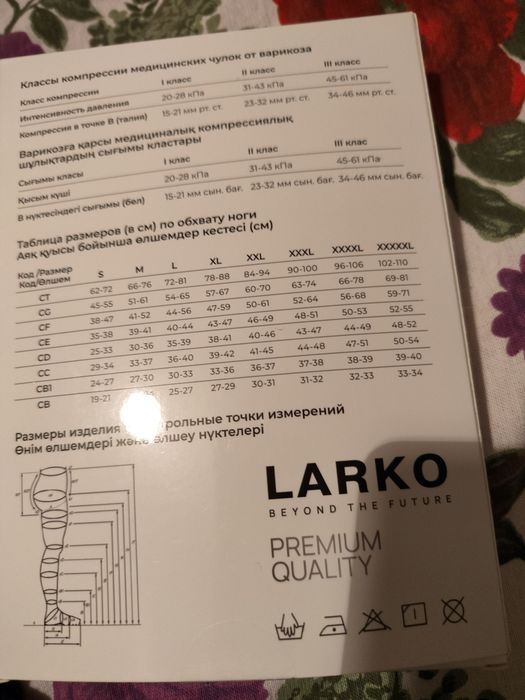 Классы компрессии медицинских чулок от варикоза
Класс компрессии I класс II класс III класс
Интенсивность давления 20-28 кПа 31-43 кПа 45-61 кПа
Компрессия в точке В (талия) 15-21 мм рт. ст. 23-32 мм рт. ст. 34-46 мм рт. ст.
Варикозға қарсы медициналық компрессиялық
шұлықтардың сығымы кластары
Сығымы класы I клас II клас III клас
Қысым күші 20-28 кПа 31-43 кПа 45-61 кПа
В нүктесіндегі сығымы (бел) 15-21 мм сын. бағ. 23-32 мм сын. бағ. 34-46 мм сын. бағ.
Таблица размеров (в см) по обхвату ноги
Аяқ қуысы бойынша өлшемдер кестесі (см)
Код /Размер
Код/Өлшем S M L XL XXL XXXL XXXXL XXXXXL
СТ 62-72 66-76 72-81 78-88 84-94 90-100 96-106 102-110
CG 45-55 51-61 54-65 57-67 60-70 63-74 66-78 69-81
CF 38-47 41-52 44-56 47-59 50-61 52-64 56-68 59-71
CE 35-38 39-41 40-44 43-47 46-49 48-51 50-53 52-55
CD 25-33 30-36 35-39 38-41 40-46 43-47 44-49 48-52
CC 29-34 33-37 36-40 39-42 41-45 44-48 47-51 50-54
CB1 24-27 27-30 30-33 33-36 36-37 37-38 38-39 39-40
CB 19-21 25-27 27-29 30-31 31-32 32-33 33-34
Размеры изделия рольные точки измерений
Өнім өлшемдері және өлшеу нүктелері
LARKO
BEYOND THE FUTURE
PREMIUM
QUALITY